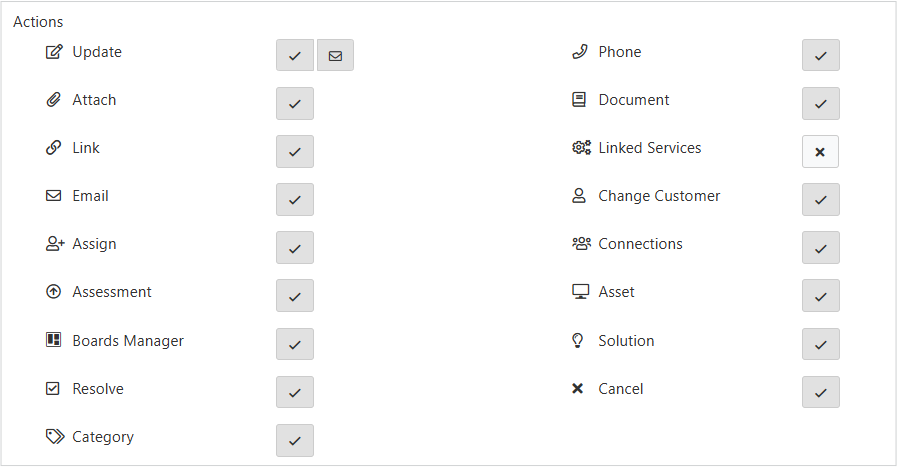 Actions
Update
Attach
Link
Email
Assign
Assessment
Boards Manager
Resolve
Category
Phone
Document
Linked Services
Change Customer
Connections
Asset
Solution
Cancel